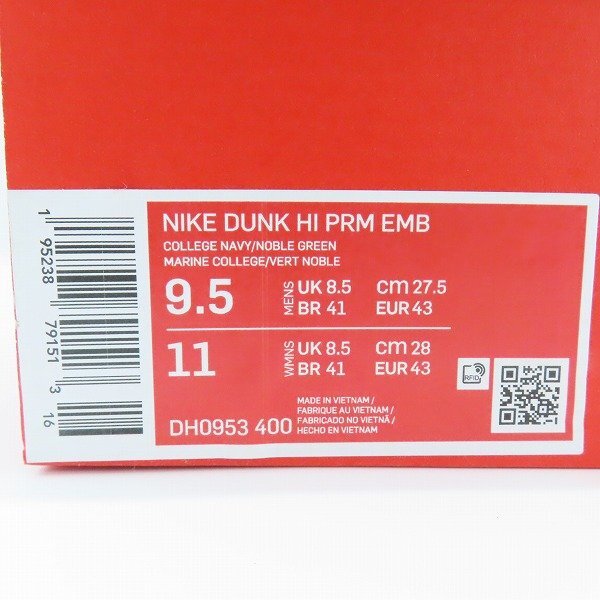 NIKE DUNK HI PRM EMB
COLLEGE NAVY/NOBLE GREEN
MARINE COLLEGE/VERT NOBLE
9.5 MENS UK 8.5 CM 27.5
BR 41 EUR 43
11 WMNS UK 8.5 CM 28
BR 41 EUR 43
DH0953 400
MADE IN VIETNAM/
FABRIQUE AU VIETNAM/
FABRICADO NO VIETNÃ/
HECHO EN VIETNAM
RFID
1 95238 79151 3 16